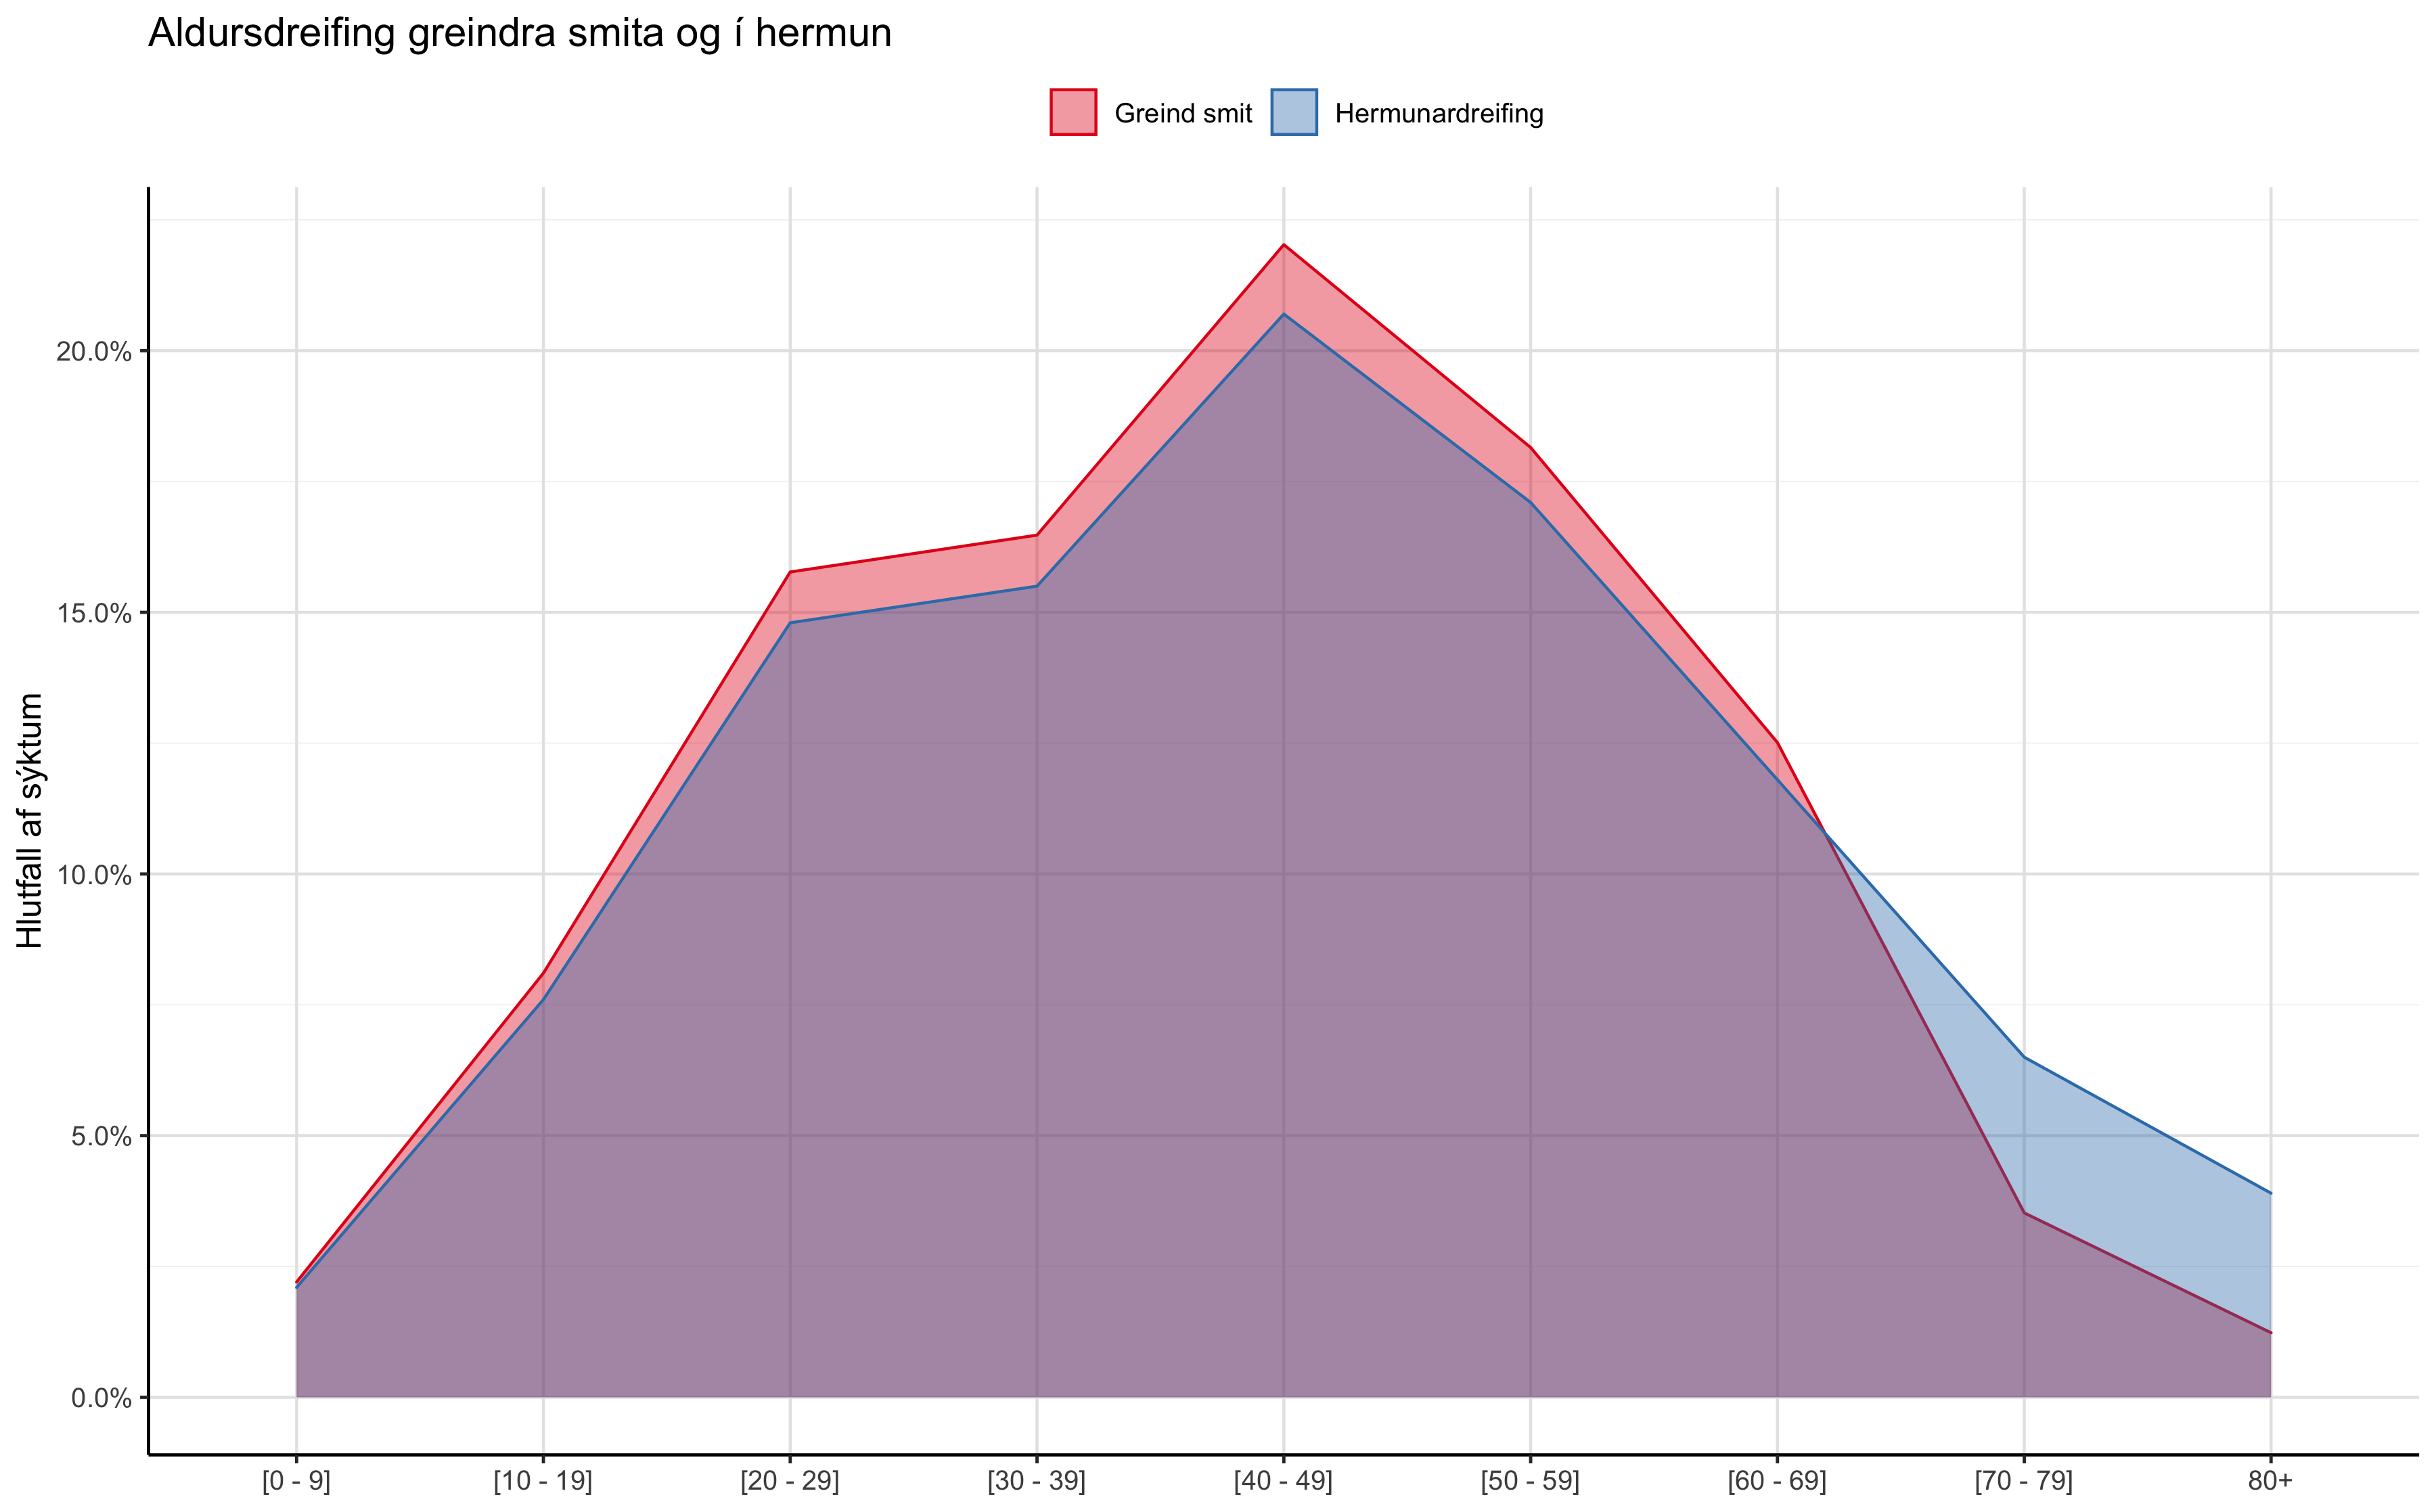 Aldursdreifing greindra smita og í hermun
Greind smit
Hermunardreifing
Hlutfall af sýktum
20.0%
15.0%
10.0%
5.0%
0.0%
[0 - 9]
[10 - 19]
[20 - 29]
[30 - 39]
[40 - 49]
[50 - 59]
[60 - 69]
[70 - 79]
80+